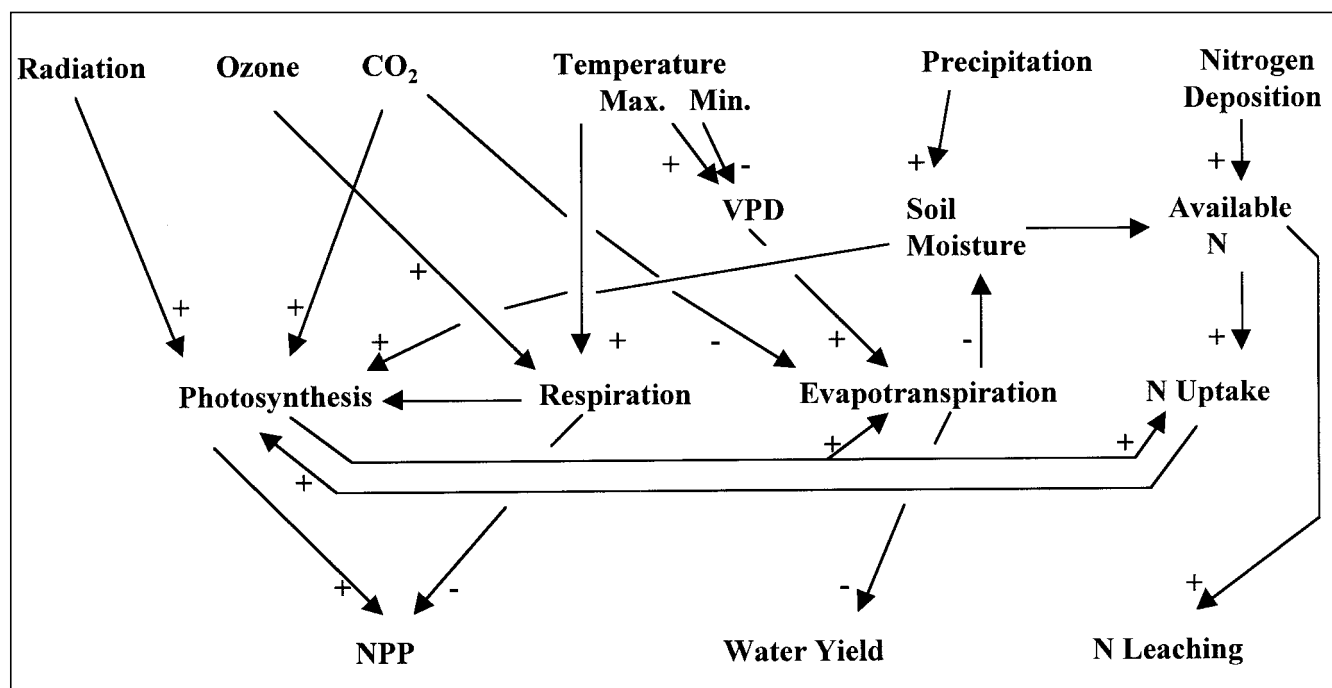 Radiation Ozone CO₂ Temperature Precipitation Nitrogen
Max. Min. Deposition
+ - + +
VPD Soil Available
Moisture N
+
+ + + + - + - +
Photosynthesis Respiration Evapotranspiration N Uptake
+ + +
+ - - +
NPP Water Yield N Leaching